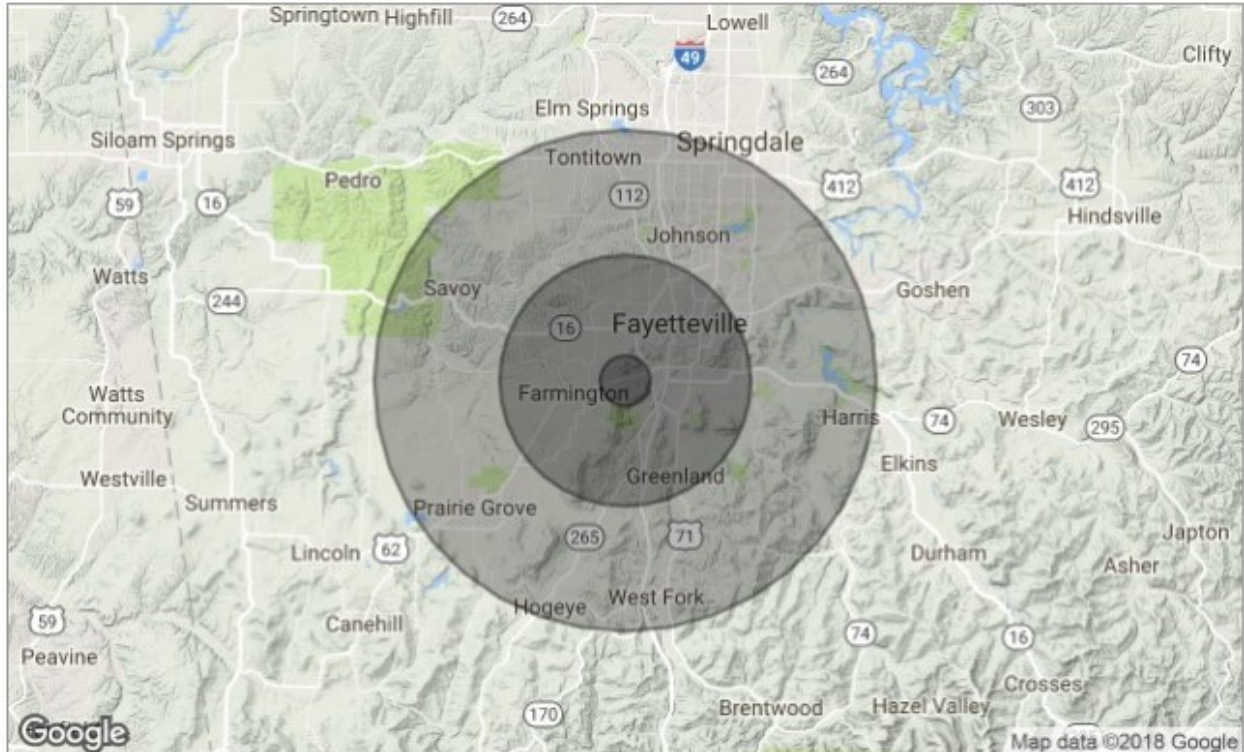 Springtown Highfill
264
Lowell
49
Clifty
264
303
Elm Springs
Siloam Springs
Springdale
Tontitown
Pedro
59
16
112
412
412
Hindsville
Johnson
Watts
Savoy
Goshen
244
16
Fayetteville
74
Watts
Community
Farmington
Harris
74
Wesley
295
Westville
Greenland
Elkins
Summers
Prairie Grove
265
71
Japton
Lincoln
62
Durham
Asher
Hogeye
West Fork
59
Canehill
74
16
Peavine
Crosses
170
Brentwood
Hazel Valley
Google
Map data ©2018 Google